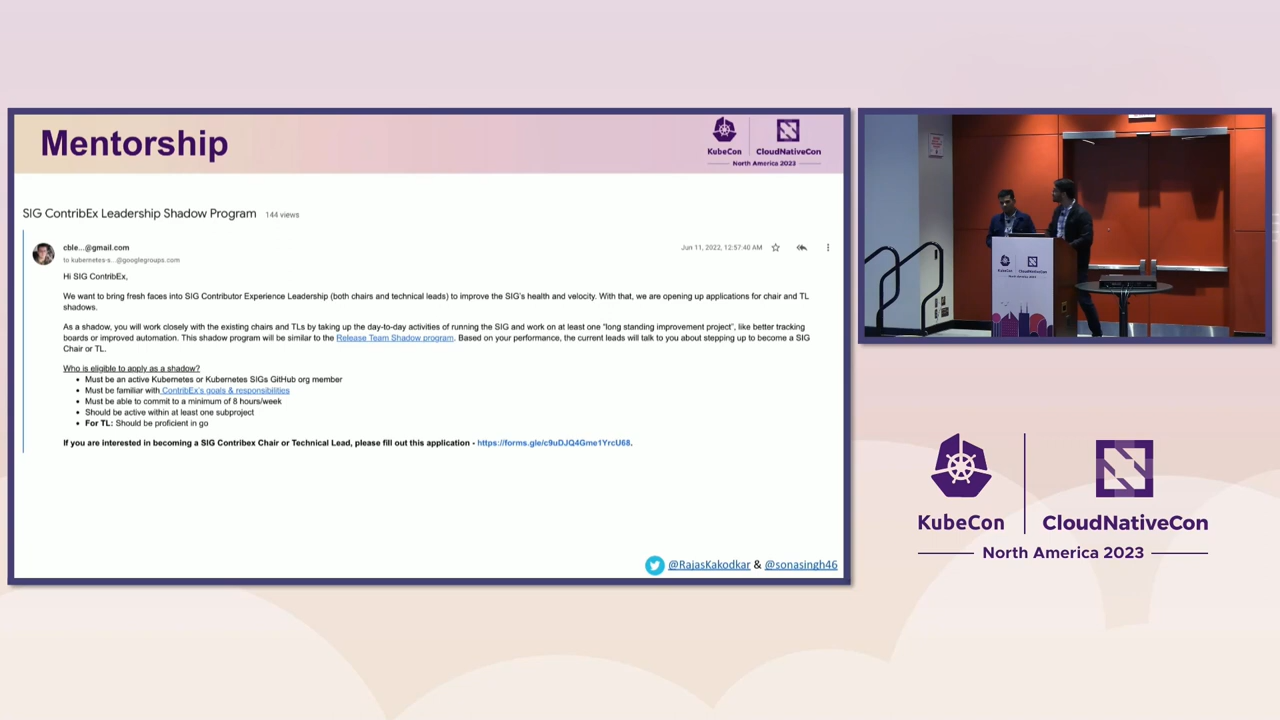 Mentorship
KubeCon
CloudNativeCon
North America 2023
SIG ContribEx Leadership Shadow Program 144 views
cble...@gmail.com
Jun 11, 2022, 12:57:40 AM
to kubernetes-s...@googlegroups.com
Hi SIG ContribEx,
We want to bring fresh faces into SIG Contributor Experience Leadership (both chairs and technical leads) to improve the SIG's health and velocity. With that, we are opening up applications for chair and TL
shadows.
As a shadow, you will work closely with the existing chairs and TLs by taking up the day-to-day activities of running the SIG and work on at least one "long standing improvement project", like better tracking
boards or improved automation. This shadow program will be similar to the Release Team Shadow program. Based on your performance, the current leads will talk to you about stepping up to become a SIG
Chair or TL.
Who is eligible to apply as a shadow?
• Must be an active Kubernetes or Kubernetes SIGs GitHub org member
• Must be familiar with ContribEx's goals & responsibilities
• Must be able to commit to a minimum of 8 hours/week
• Should be active within at least one subproject
• For TL: Should be proficient in go
If you are interested in becoming a SIG Contribex Chair or Technical Lead, please fill out this application - https://forms.gle/c9uDJQ4Gme1YrcU68.
@RajasKakodkar & @sonasingh46
KubeCon
CloudNativeCon
North America 2023